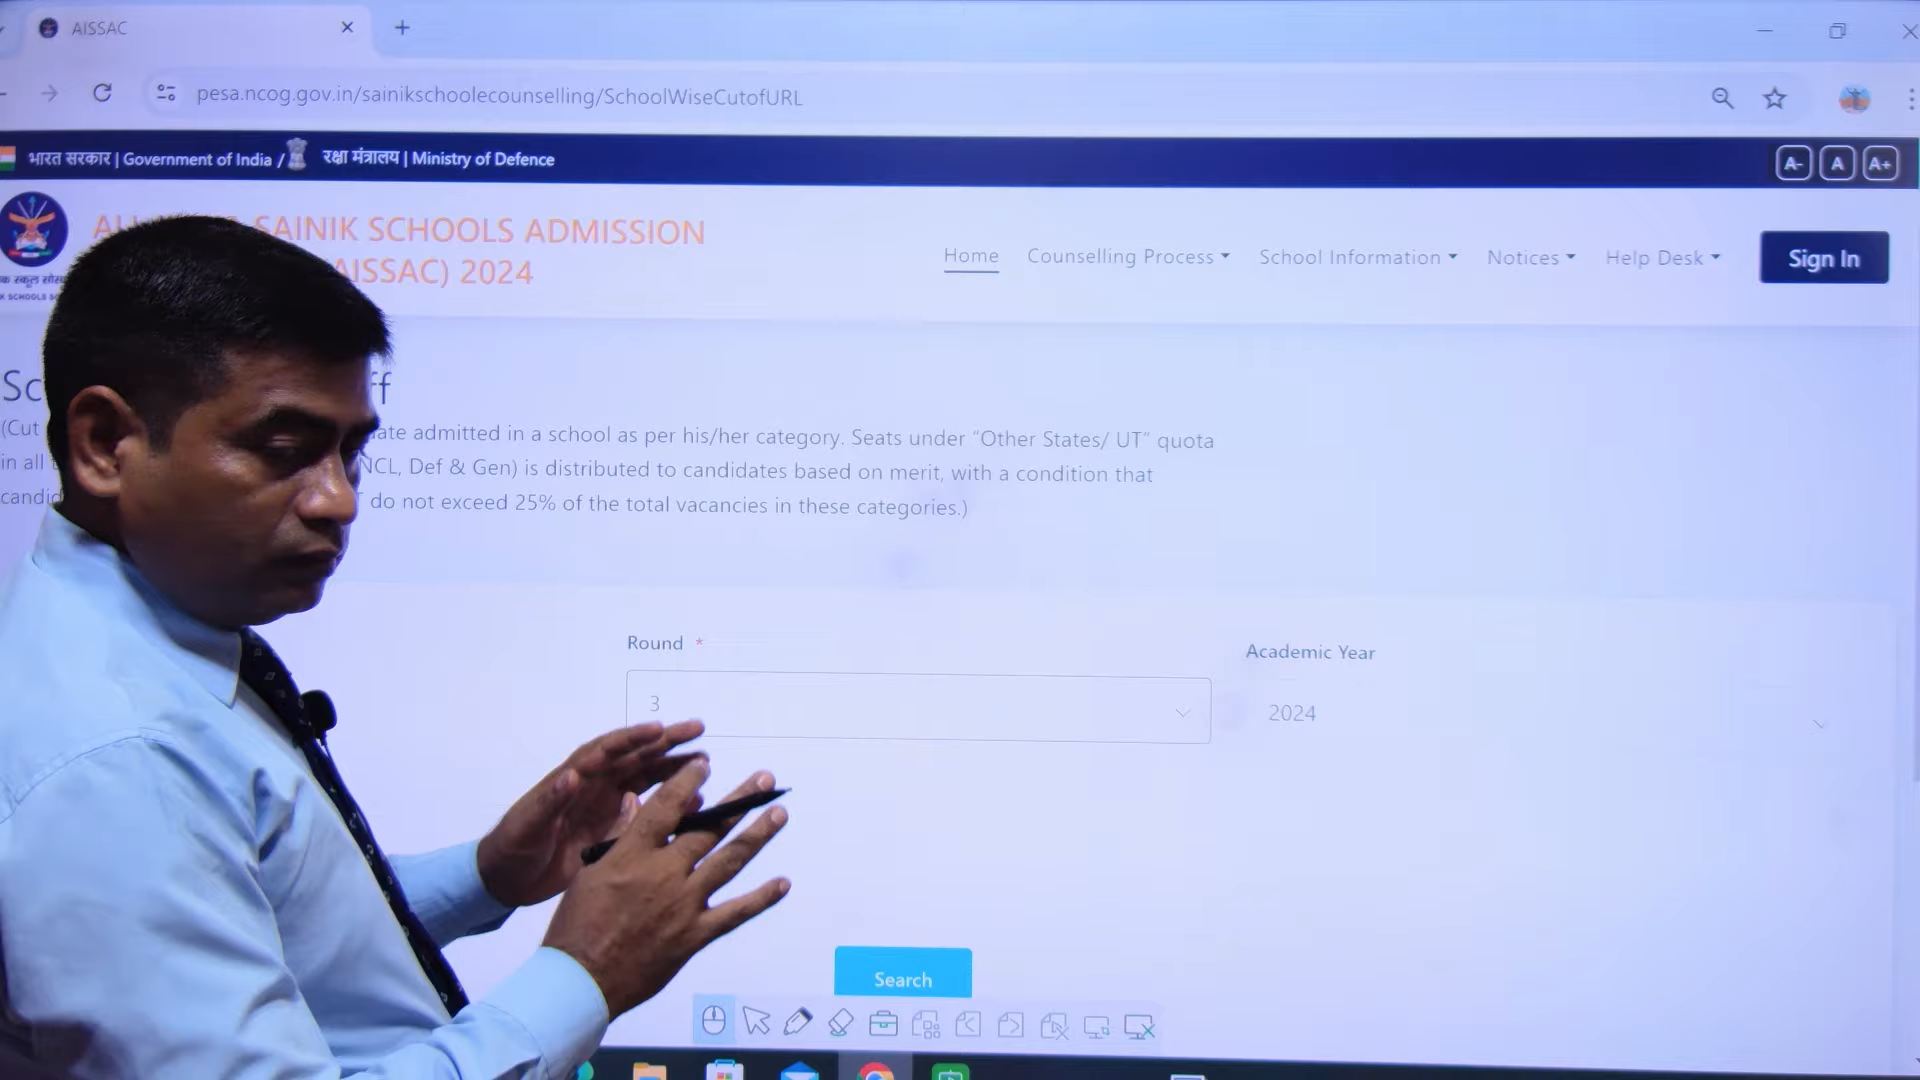 AISSAC
pesa.ncog.gov.in/sainikschoolecounselling/SchoolWiseCutofURL
भारत सरकार | Government of India / रक्षा मंत्रालय | Ministry of Defence
A- A A+
SAINIK SCHOOLS ADMISSION
(AISSAC) 2024
Home Counselling Process School Information Notices Help Desk Sign In
(Cut admitted in a school as per his/her category. Seats under “Other States/ UT” quota
in all NCL, Def & Gen) is distributed to candidates based on merit, with a condition that
do not exceed 25% of the total vacancies in these categories.)
Round *
Academic Year
3
2024
Search